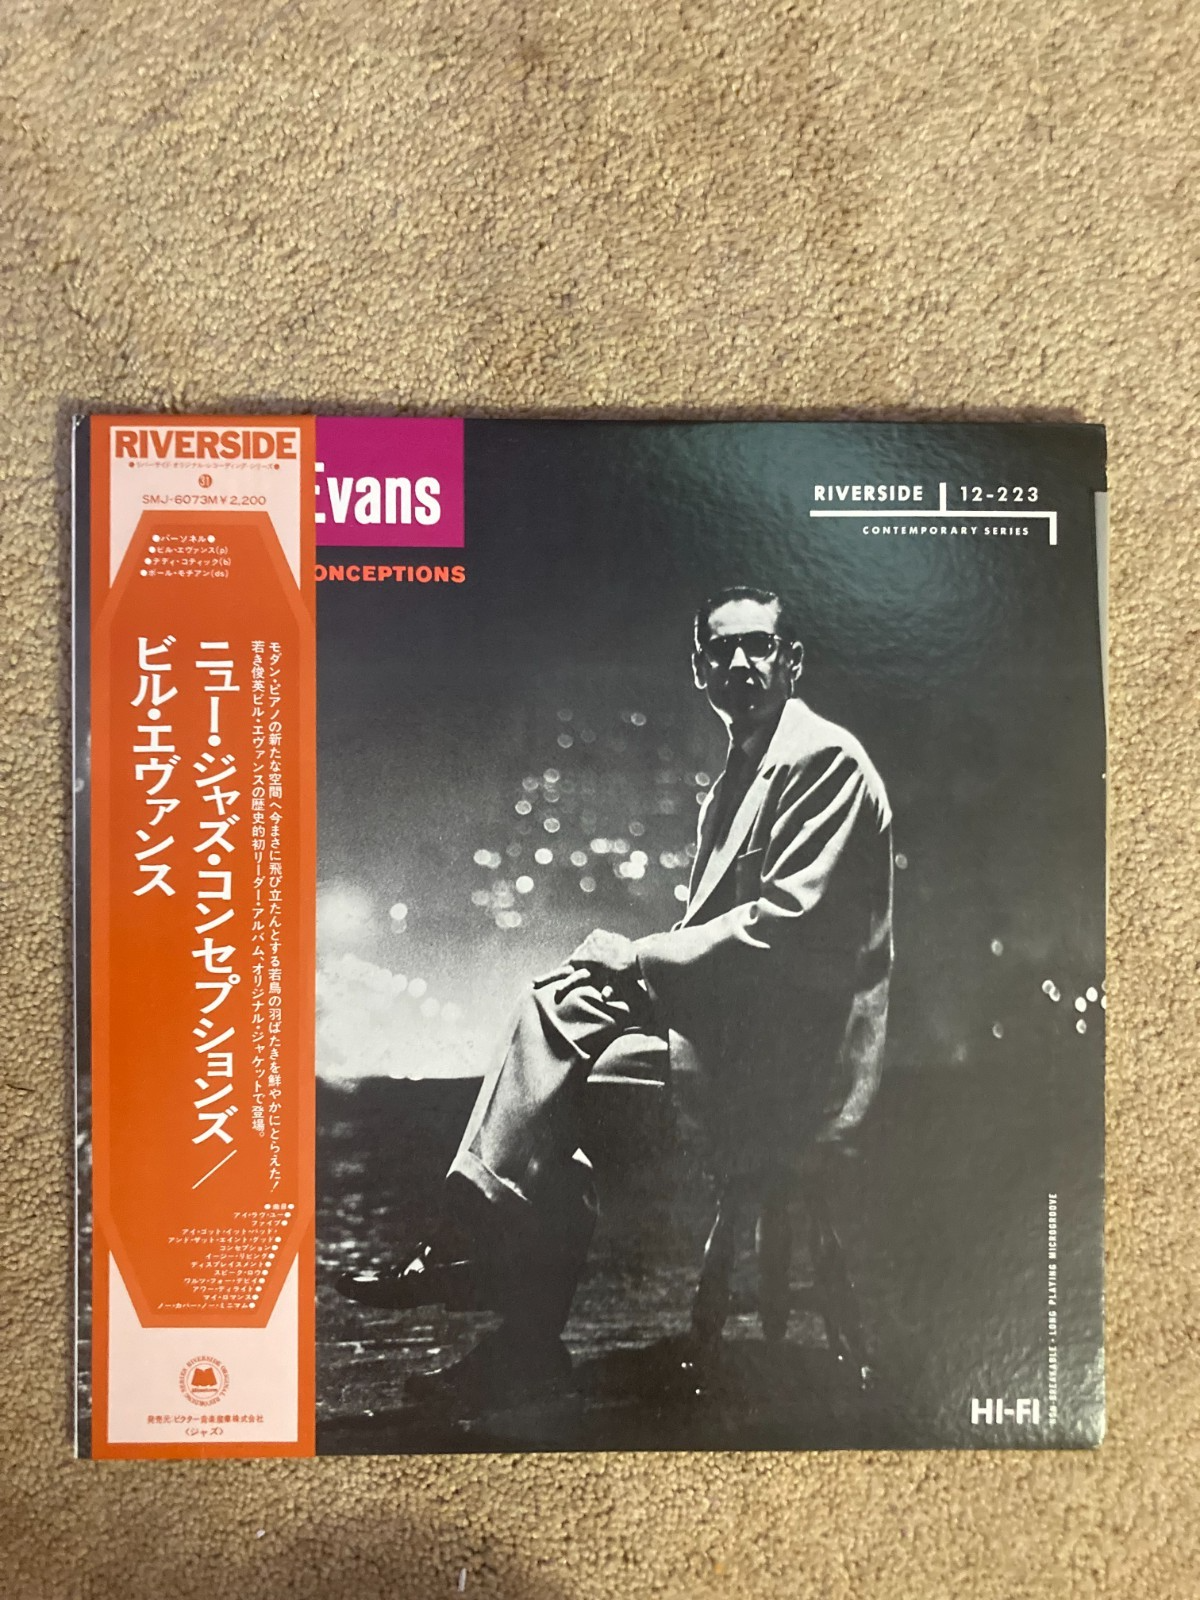 RIVERSIDE
●リバーサイド・オリジナル・レコーディング・シリーズ●
31
SMJ-6073M ¥2,200
●パーソネル●
●ビル・エヴァンス(p)
●テディ・コティック(b)
●ポール・モチアン(ds)
モダン・ピアノの新たな空間へ今まさに飛び立たんとする若鳥の羽ばたきを鮮やかにとらえた!
若き俊英ビル・エヴァンスの歴史的初リーダー・アルバム、オリジナル・ジャケットで登場。
ニュー・ジャズ・コンセプションズ/
ビル・エヴァンス
●曲目●
アイ・ラヴ・ユー●
ファイブ●
アイ・ゴット・イット・バッド・
アンド・ザット・エイント・グッド●
コンセプション●
イージー・リビング●
ディスプレイスメント●
スピーク・ロウ●
ワルツ・フォー・デビイ●
アワー・ディライト●
マイ・ロマンス●
ノー・カバー・ノー・ミニマム●
RIVERSIDE ORIGINAL RECORDING SERIES
発売元:ビクター音楽産業株式会社
〈ジャズ〉
Evans
ONCEPTIONS
RIVERSIDE 12-223
CONTEMPORARY SERIES
NON-BREAKABLE • LONG PLAYING MICROGROOVE
HI-FI